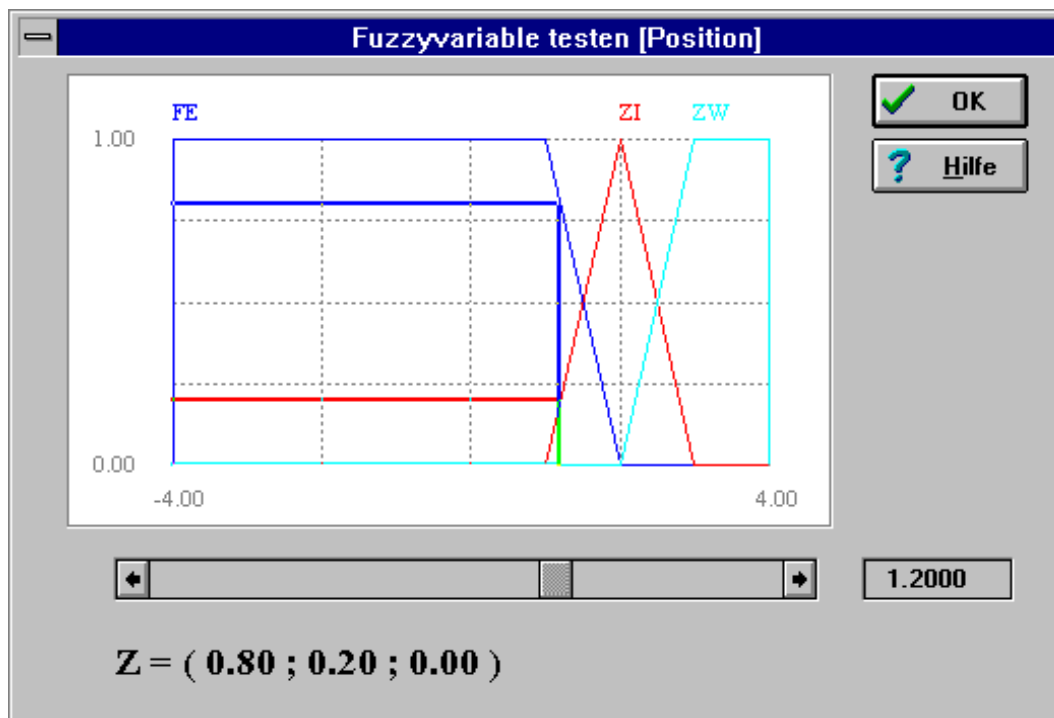 Fuzzyvariable testen [Position]
FE ZI ZW
1.00
0.00
-4.00 4.00
OK
Hilfe
1.2000
Z = ( 0.80 ; 0.20 ; 0.00 )